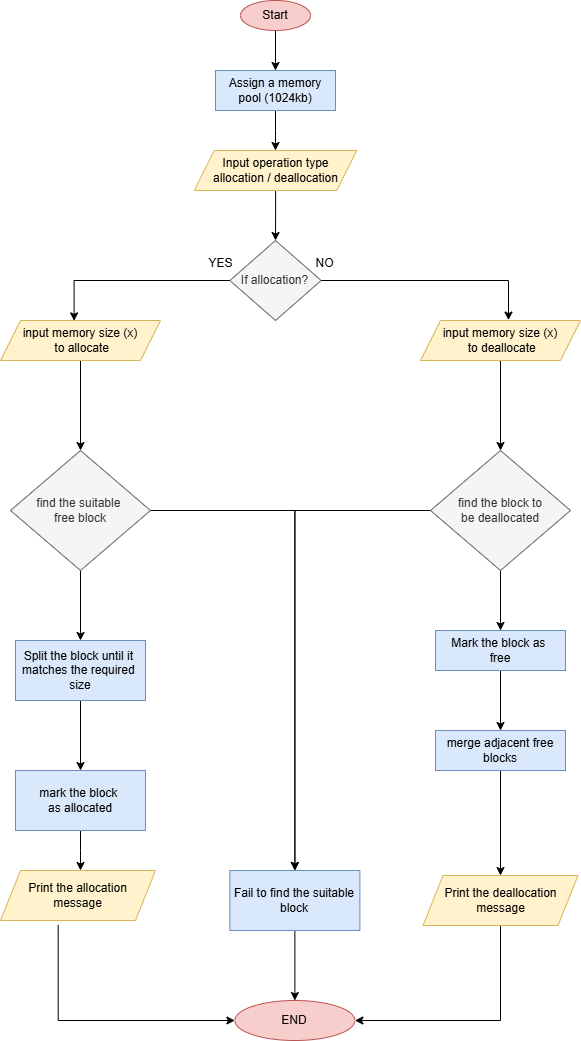 Start
Assign a memory
pool (1024kb)
Input operation type
allocation / deallocation
YES
If allocation?
NO
input memory size (x)
to allocate
input memory size (x)
to deallocate
find the suitable
free block
find the block to
be deallocated
Split the block until it
matches the required
size
Mark the block as
free
merge adjacent free
blocks
mark the block
as allocated
Print the allocation
message
Fail to find the suitable
block
Print the deallocation
message
END